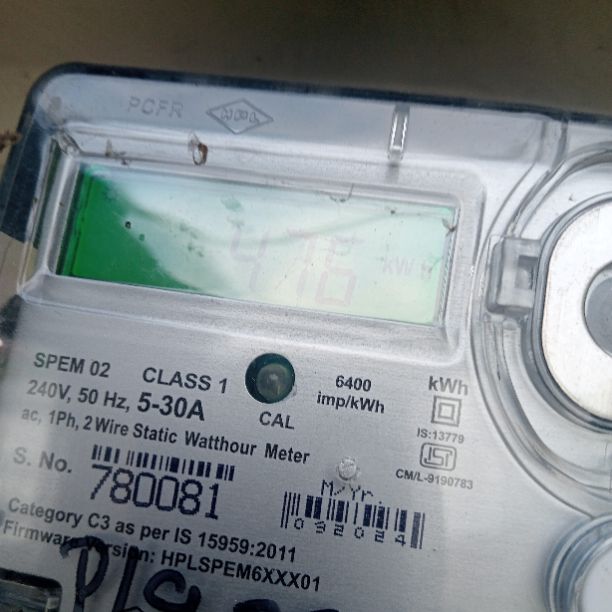 PCFR HPL
476 kW h
SPEM 02 CLASS 1 6400 kWh
240V, 50 Hz, 5-30A imp/kWh
CAL
IS:13779
ac, 1Ph, 2 Wire Static Watthour Meter
CM/L-9190783
S. No. 780081
M/Yr.
092024
Category C3 as per IS 15959:2011
Firmware Version: HPLSPEM6XXX01